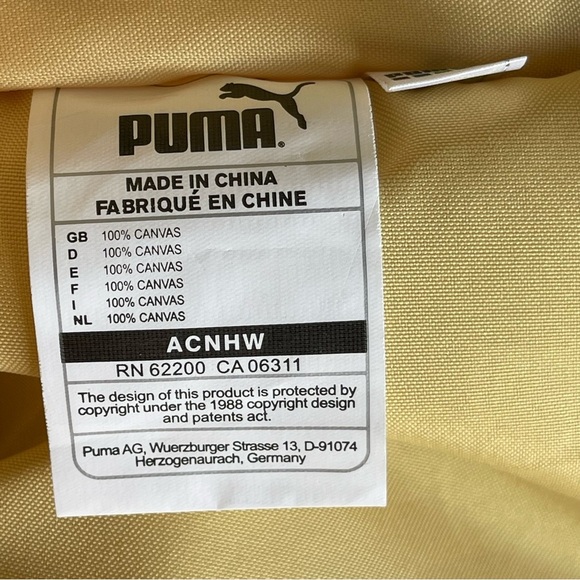 PUMA®
MADE IN CHINA
FABRIQUÉ EN CHINE
GB 100% CANVAS
D 100% CANVAS
E 100% CANVAS
F 100% CANVAS
I 100% CANVAS
NL 100% CANVAS
ACNHW
RN 62200 CA 06311
The design of this product is protected by
copyright under the 1988 copyright design
and patents act.
Puma AG, Wuerzburger Strasse 13, D-91074
Herzogenaurach, Germany